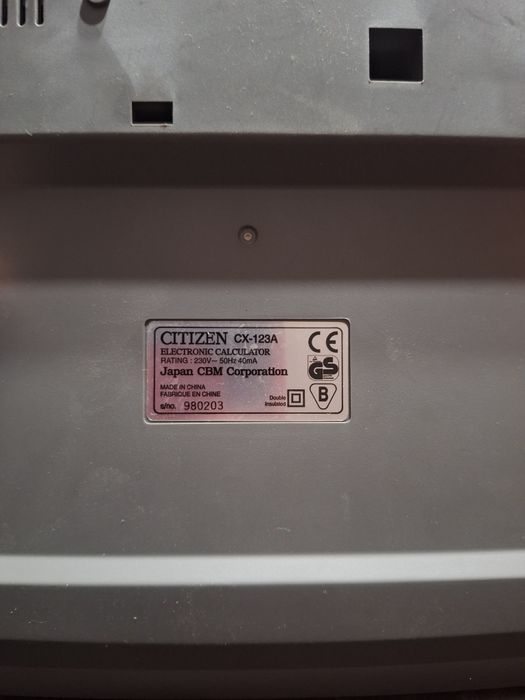 CITIZEN CX-123A
ELECTRONIC CALCULATOR
RATING : 230V~ 50Hz 40mA
Japan CBM Corporation
MADE IN CHINA
FABRIQUE EN CHINE
s/no. 980203
Double
Insulated
CE
GS
B